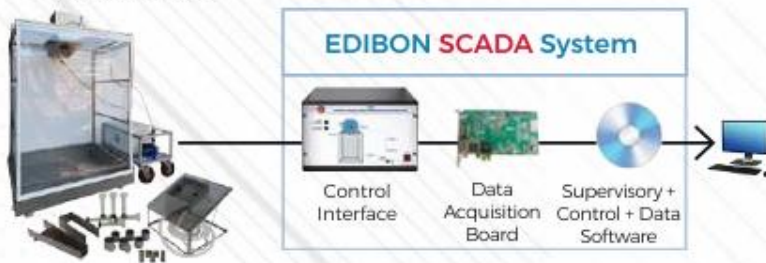 EDIBON SCADA System
Control
Interface
Data
Acquisition
Board
Supervisory +
Control + Data
Software